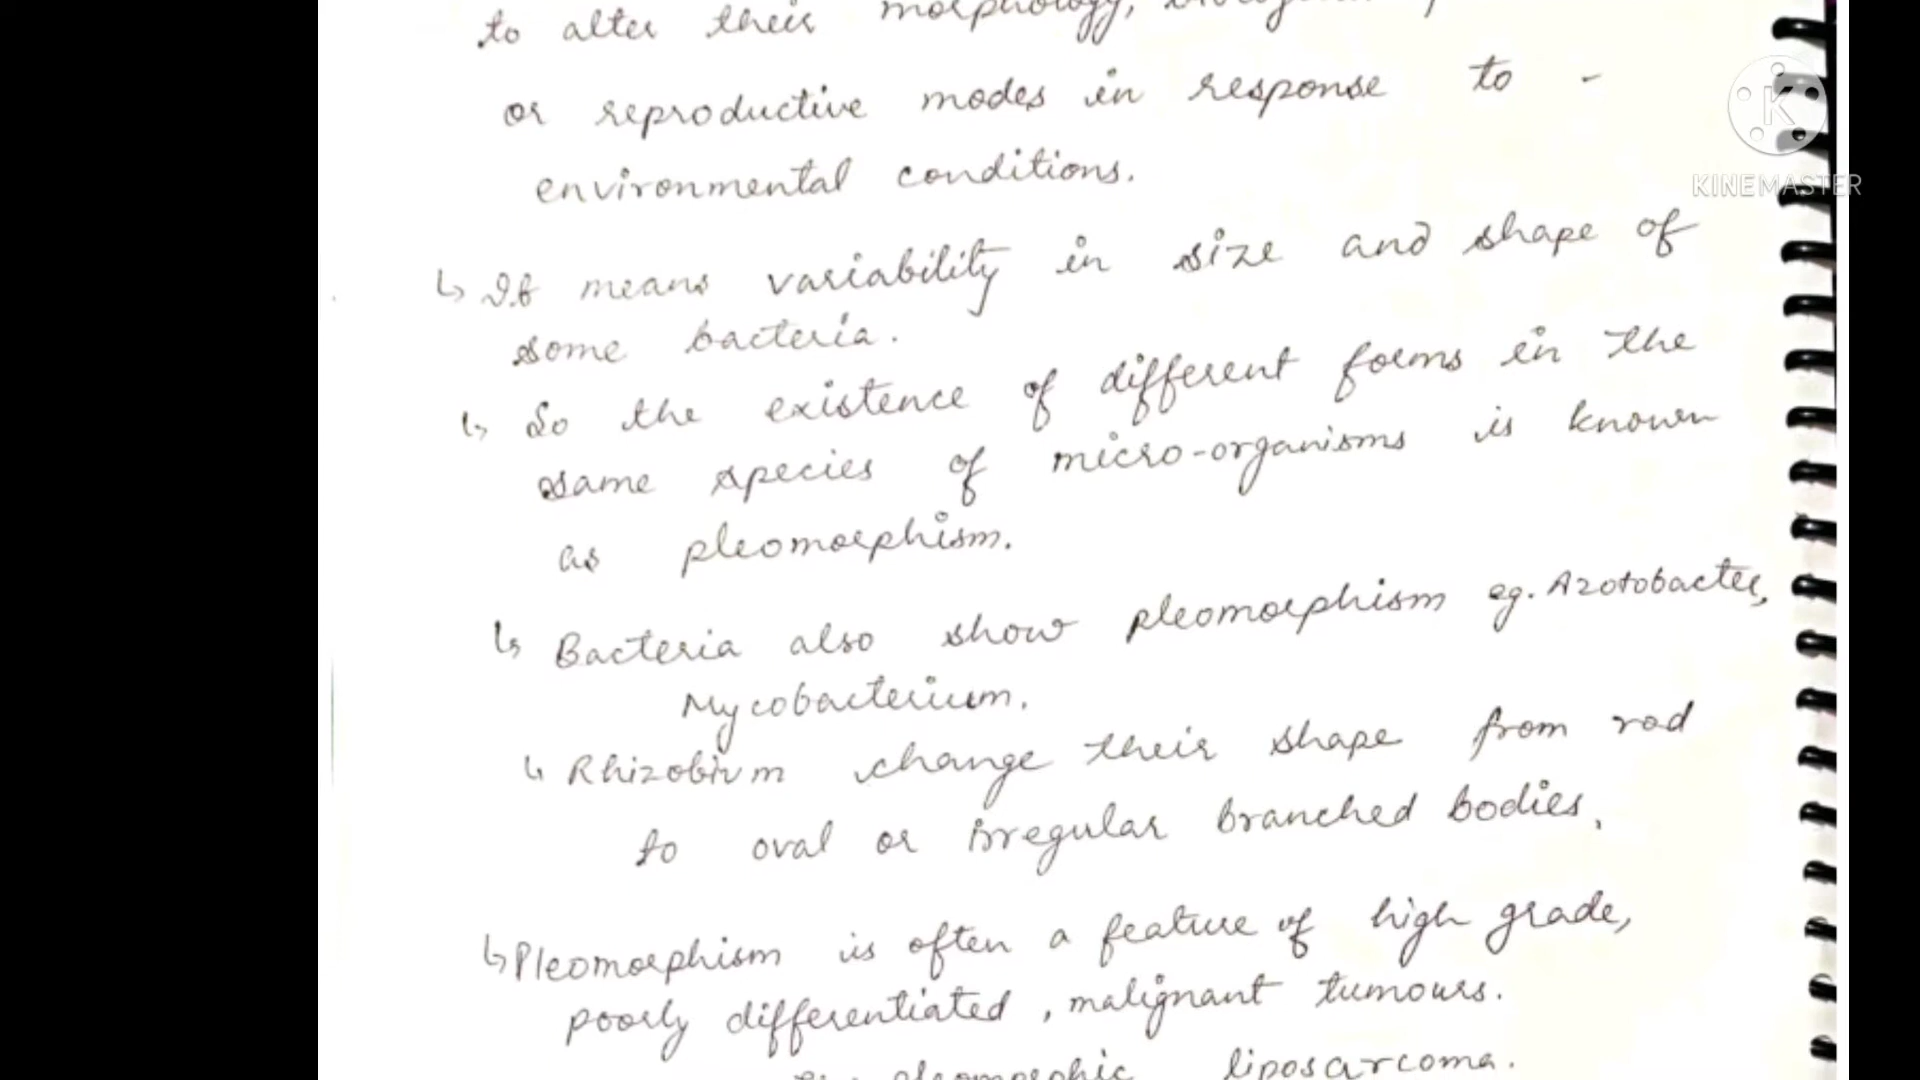 to alter their morphology,
or reproductive modes in response to -
environmental conditions.
KINEMASTER
↳ It means variability in size and shape of
some bacteria.
↳ So the existence of different forms in the
same species of micro-organisms is known
as pleomorphism.
↳ Bacteria also show pleomorphism eg. Azotobacter,
Mycobacterium.
↳ Rhizobium change their shape from rod
to oval or irregular branched bodies.
↳ Pleomorphism is often a feature of high grade,
poorly differentiated, malignant tumours.
pleomorphic liposarcoma.